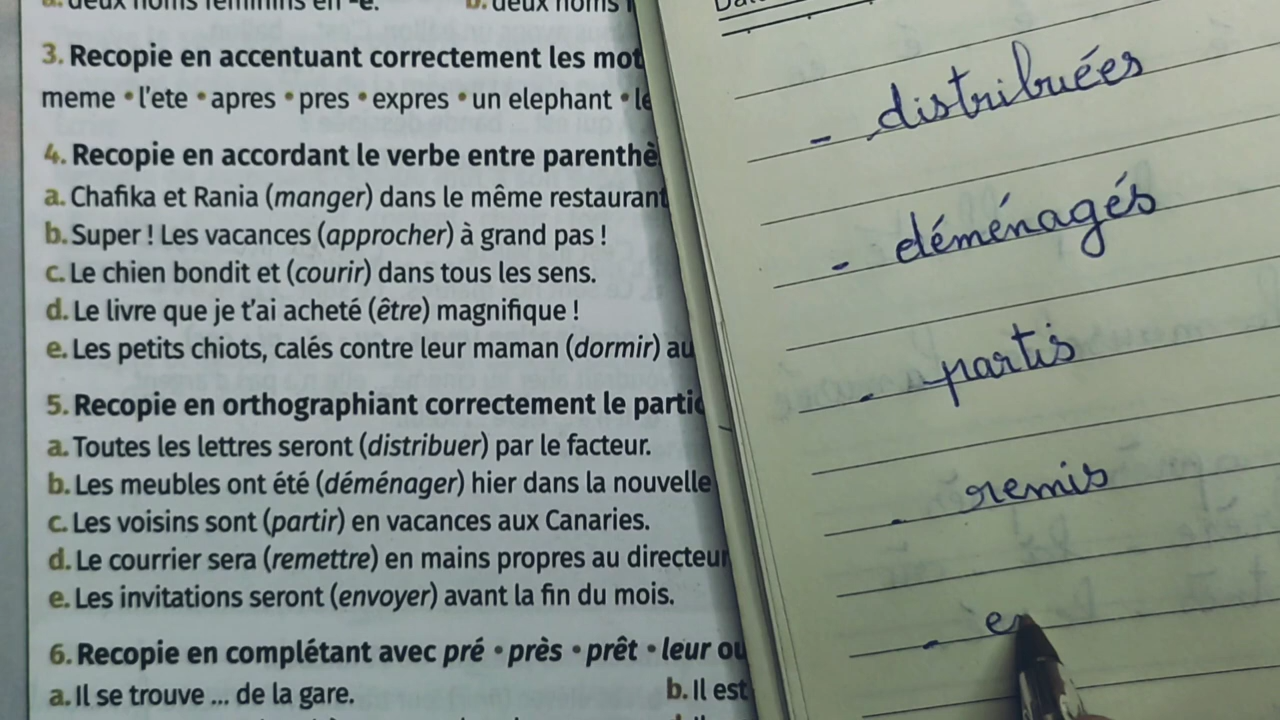 a. deux noms féminins en -e. b. deux noms
3. Recopie en accentuant correctement les mot
meme • l'ete • apres • pres • expres • un elephant • le
4. Recopie en accordant le verbe entre parenthè
a. Chafika et Rania (manger) dans le même restaurant
b. Super ! Les vacances (approcher) à grand pas !
c. Le chien bondit et (courir) dans tous les sens.
d. Le livre que je t'ai acheté (être) magnifique !
e. Les petits chiots, calés contre leur maman (dormir) au
5. Recopie en orthographiant correctement le partic
a. Toutes les lettres seront (distribuer) par le facteur.
b. Les meubles ont été (déménager) hier dans la nouvelle
c. Les voisins sont (partir) en vacances aux Canaries.
d. Le courrier sera (remettre) en mains propres au directeur
e. Les invitations seront (envoyer) avant la fin du mois.
6. Recopie en complétant avec pré • près • prêt • leur ou
a. Il se trouve ... de la gare. b. Il est
- distribuées
- déménagés
- partis
- remis
- en